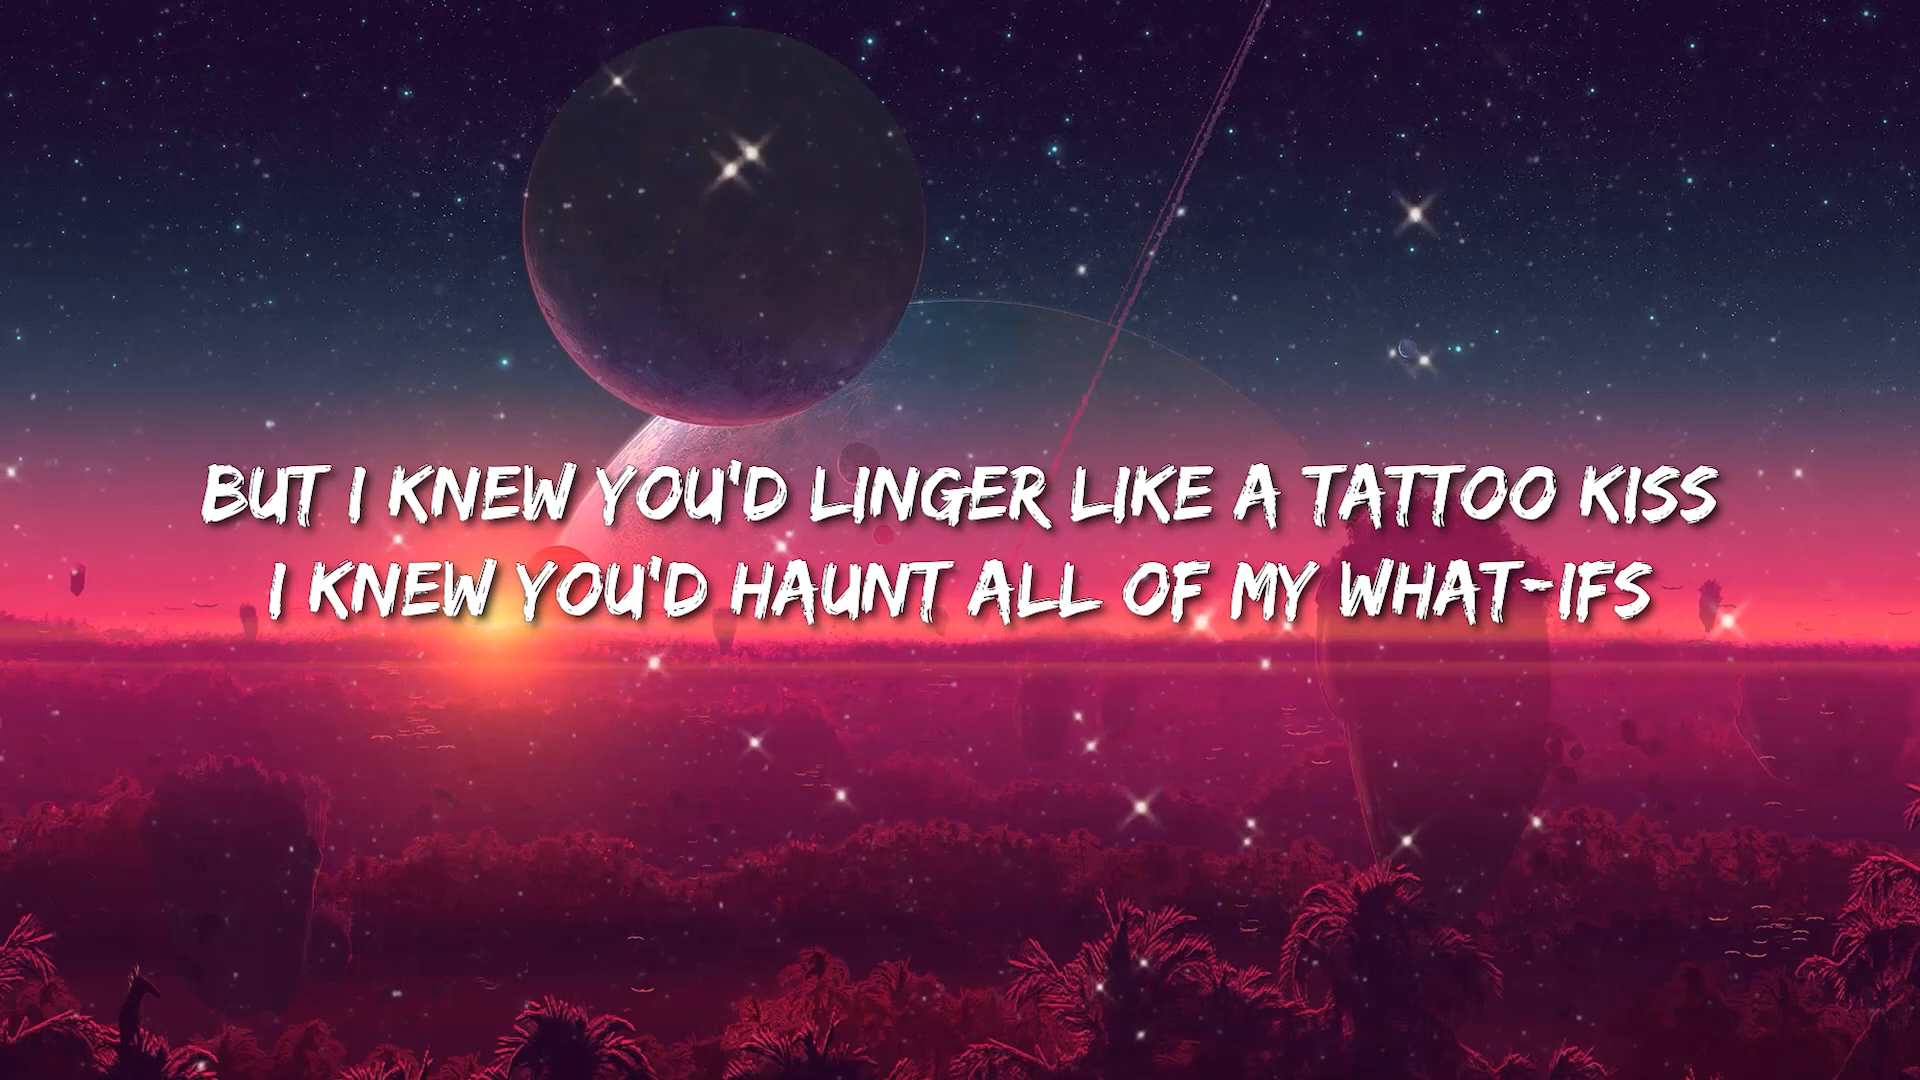 BUT I KNEW YOU'D LINGER LIKE A TATTOO KISS
I KNEW YOU'D HAUNT ALL OF MY WHAT-IFS